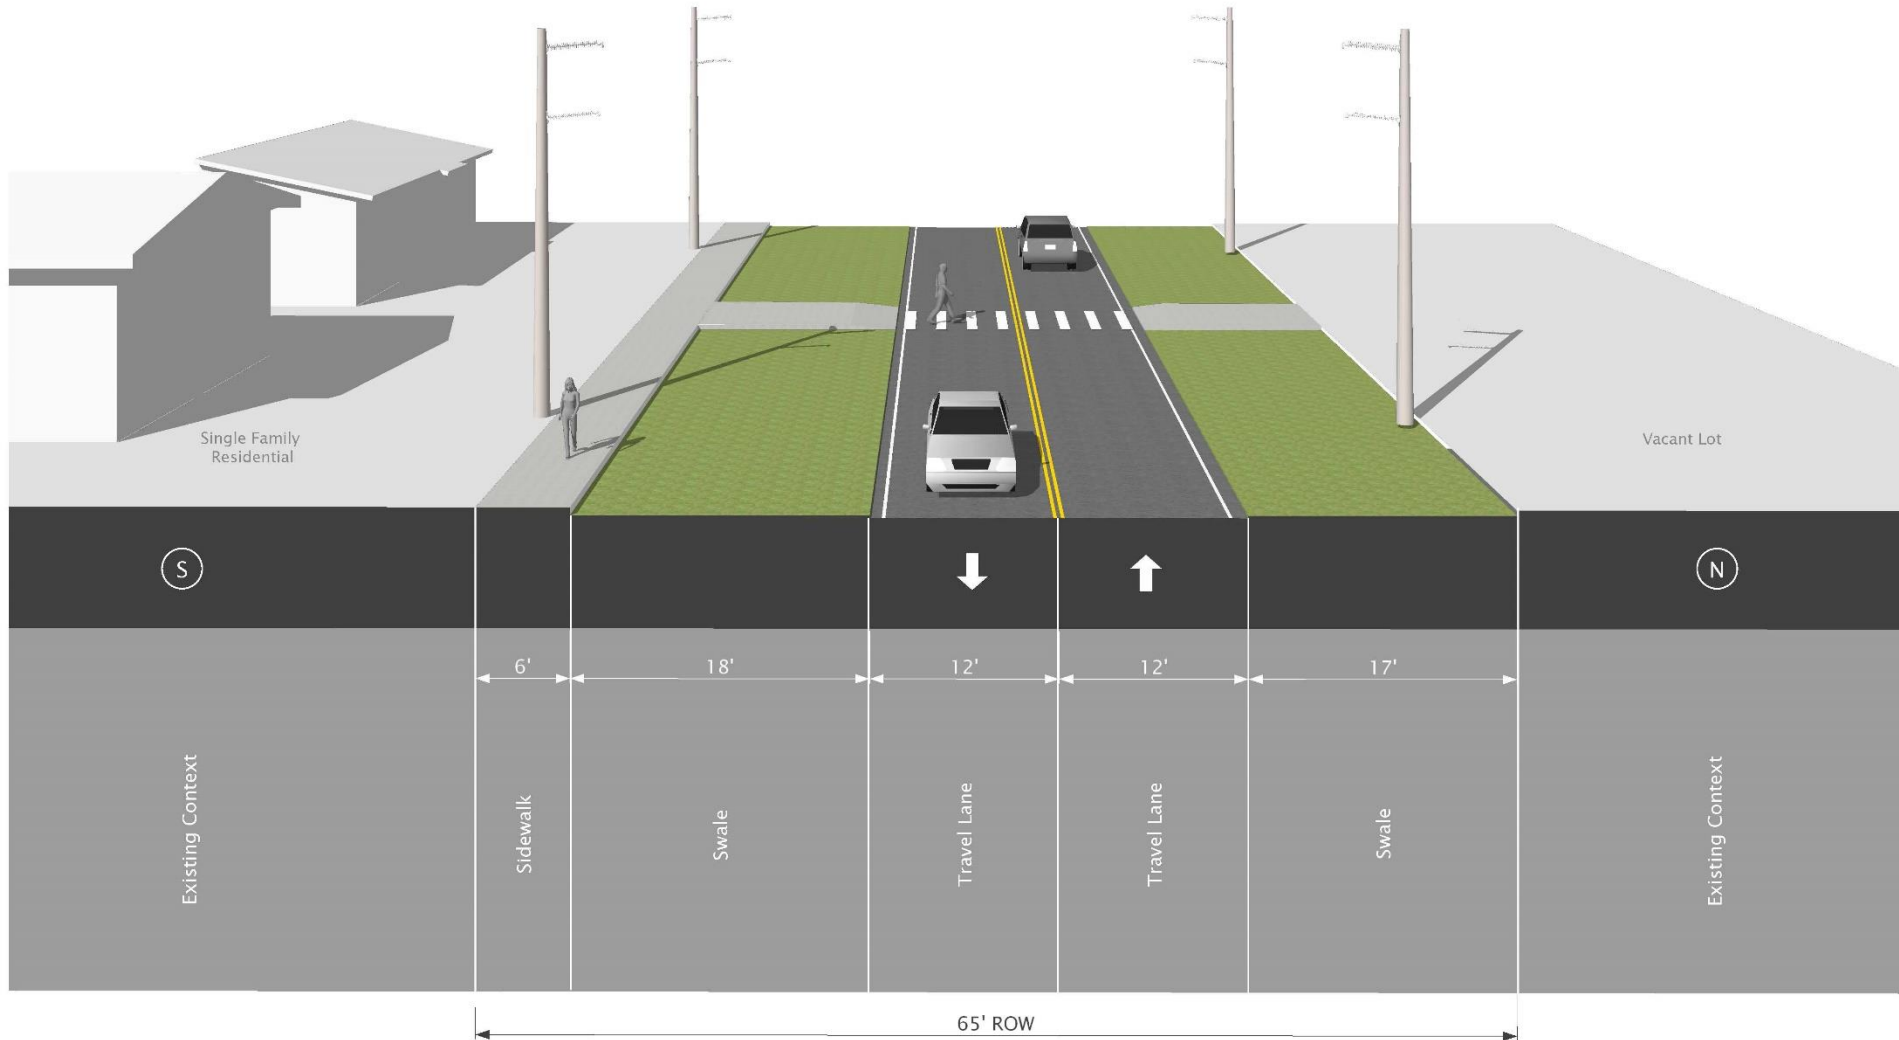 Single Family
Residential
Vacant Lot
S
N
6'
18'
12'
12'
17'
Existing Context
Sidewalk
Swale
Travel Lane
Travel Lane
Swale
Existing Context
65' ROW